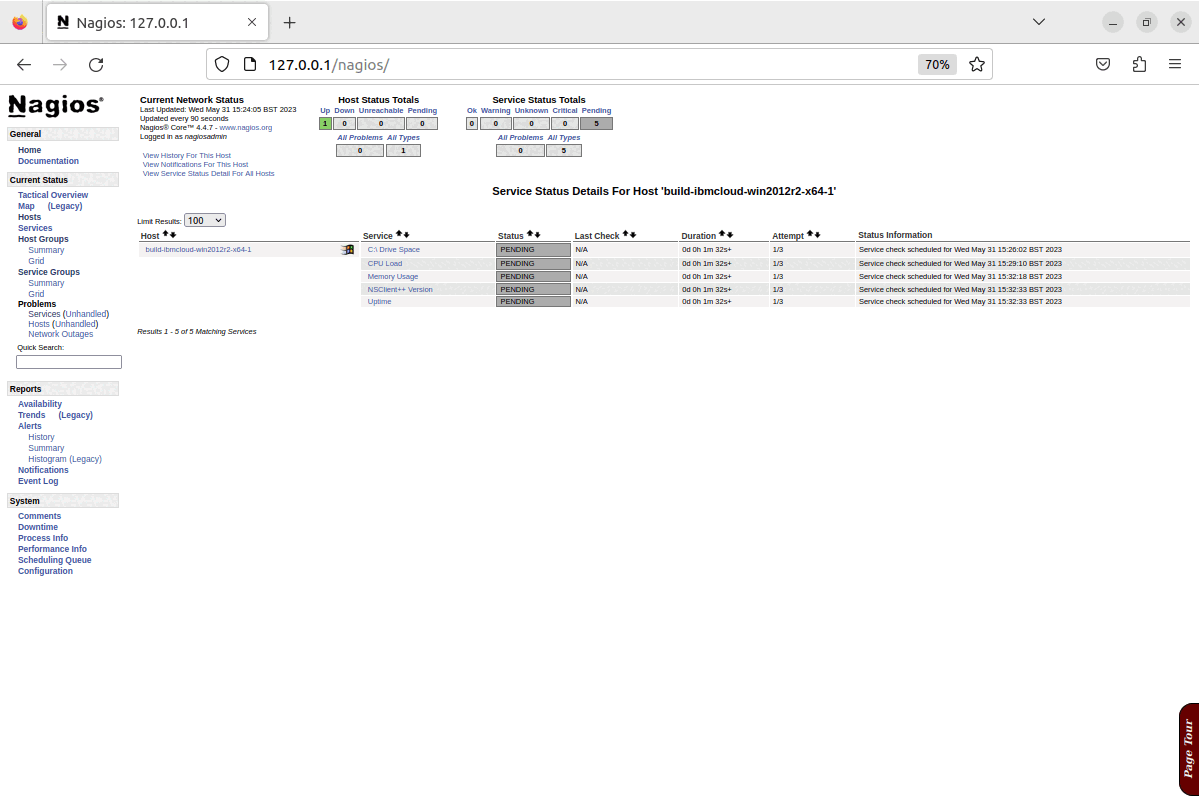 Nagios: 127.0.0.1
127.0.0.1/nagios/
70%
Nagios®
General
Home
Documentation
Current Status
Tactical Overview
Map (Legacy)
Hosts
Services
Host Groups
Summary
Grid
Service Groups
Summary
Grid
Problems
Services (Unhandled)
Hosts (Unhandled)
Network Outages
Quick Search:
Reports
Availability
Trends (Legacy)
Alerts
History
Summary
Histogram (Legacy)
Notifications
Event Log
System
Comments
Downtime
Process Info
Performance Info
Scheduling Queue
Configuration
Current Network Status
Last Updated: Wed May 31 15:24:05 BST 2023
Updated every 90 seconds
Nagios® Core™ 4.4.7 - www.nagios.org
Logged in as nagiosadmin
View History For This Host
View Notifications For This Host
View Service Status Detail For All Hosts
Host Status Totals
Up Down Unreachable Pending
1 0 0 0
All Problems All Types
0 1
Service Status Totals
Ok Warning Unknown Critical Pending
0 0 0 0 5
All Problems All Types
0 5
Service Status Details For Host 'build-ibmcloud-win2012r2-x64-1'
Limit Results: 100
Host Service Status Last Check Duration Attempt Status Information
build-ibmcloud-win2012r2-x64-1 C:\ Drive Space PENDING N/A 0d 0h 1m 32s+ 1/3 Service check scheduled for Wed May 31 15:26:02 BST 2023
CPU Load PENDING N/A 0d 0h 1m 32s+ 1/3 Service check scheduled for Wed May 31 15:29:10 BST 2023
Memory Usage PENDING N/A 0d 0h 1m 32s+ 1/3 Service check scheduled for Wed May 31 15:32:18 BST 2023
NSClient++ Version PENDING N/A 0d 0h 1m 32s+ 1/3 Service check scheduled for Wed May 31 15:32:33 BST 2023
Uptime PENDING N/A 0d 0h 1m 32s+ 1/3 Service check scheduled for Wed May 31 15:32:33 BST 2023
Results 1 - 5 of 5 Matching Services
Page Tour